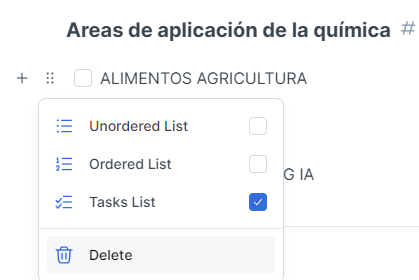 Areas de aplicación de la química #
ALIMENTOS AGRICULTURA
Unordered List
Ordered List
G IA
Tasks List
Delete